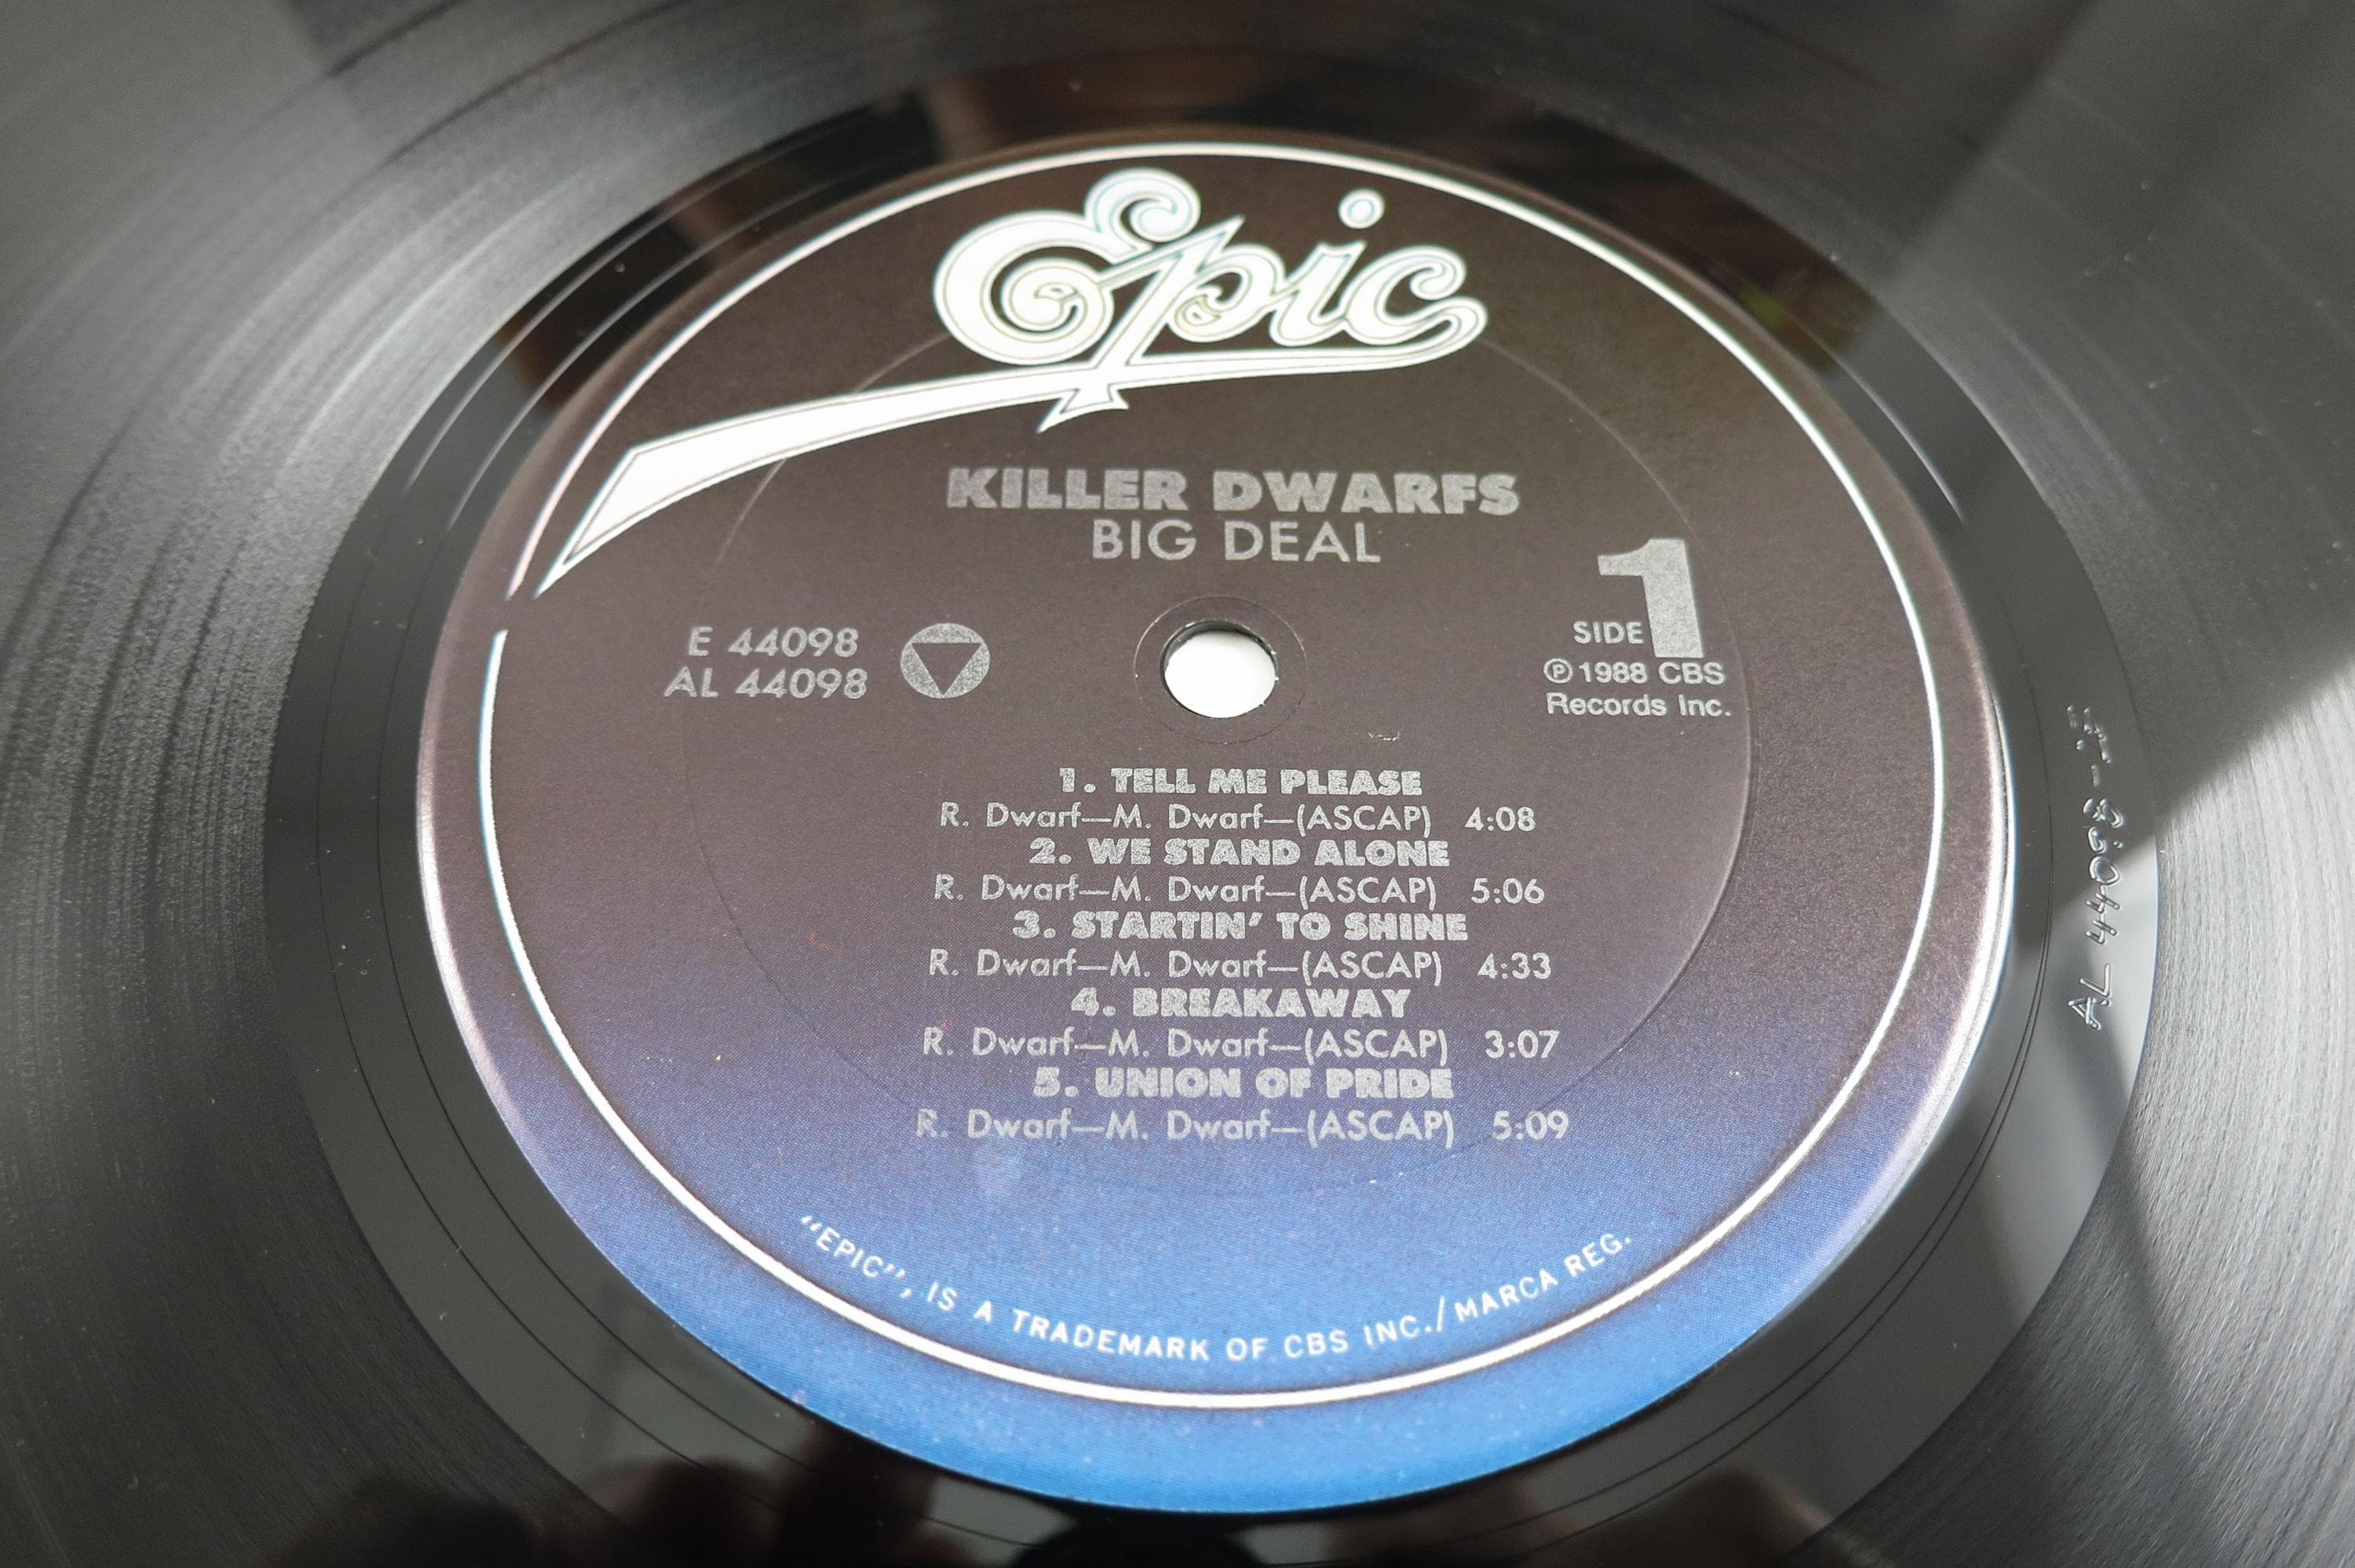 Epic
KILLER DWARFS
BIG DEAL
E 44098
AL 44098
SIDE 1
℗ 1988 CBS
Records Inc.
1. TELL ME PLEASE
R. Dwarf—M. Dwarf—(ASCAP) 4:08
2. WE STAND ALONE
R. Dwarf—M. Dwarf—(ASCAP) 5:06
3. STARTIN' TO SHINE
R. Dwarf—M. Dwarf—(ASCAP) 4:33
4. BREAKAWAY
R. Dwarf—M. Dwarf—(ASCAP) 3:07
5. UNION OF PRIDE
R. Dwarf—M. Dwarf—(ASCAP) 5:09
"EPIC", IS A TRADEMARK OF CBS INC./MARCA REG.
AL 44098